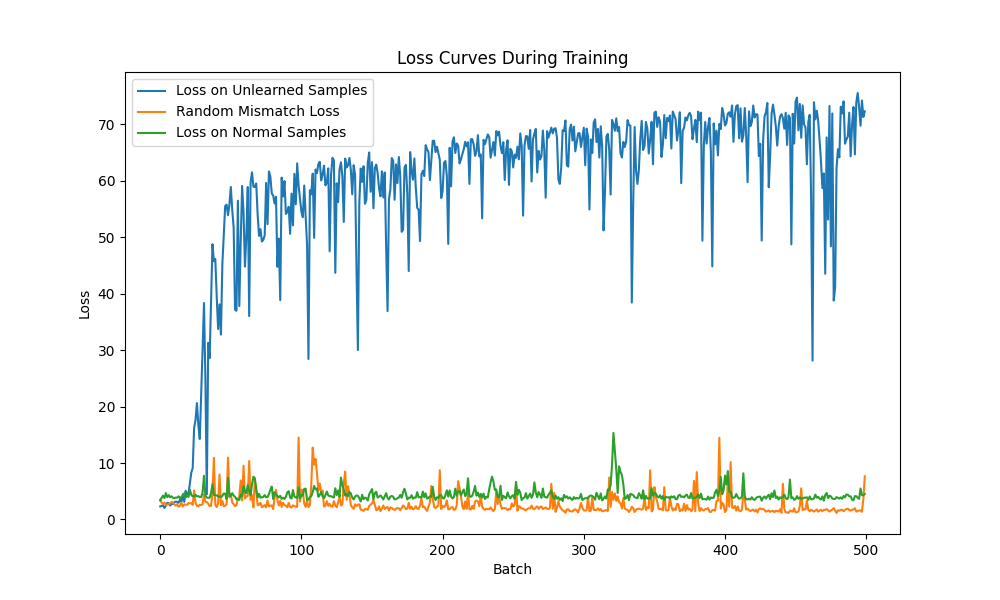 Loss Curves During Training
Loss on Unlearned Samples
Random Mismatch Loss
Loss on Normal Samples
Loss
70
60
50
40
30
20
10
0
0 100 200 300 400 500
Batch